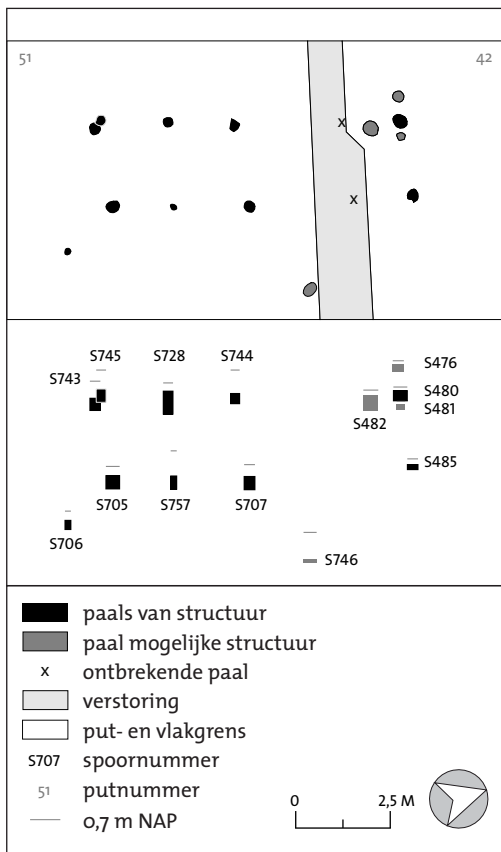 51 42
x
x
S745 S728 S744
S743
S476
S480
S481
S482
S485
S705 S757 S707
S706
S746
paals van structuur
paal mogelijke structuur
x ontbrekende paal
verstoring
put- en vlakgrens
S707 spoornummer
51 putnummer
0,7 m NAP
0 2,5 M